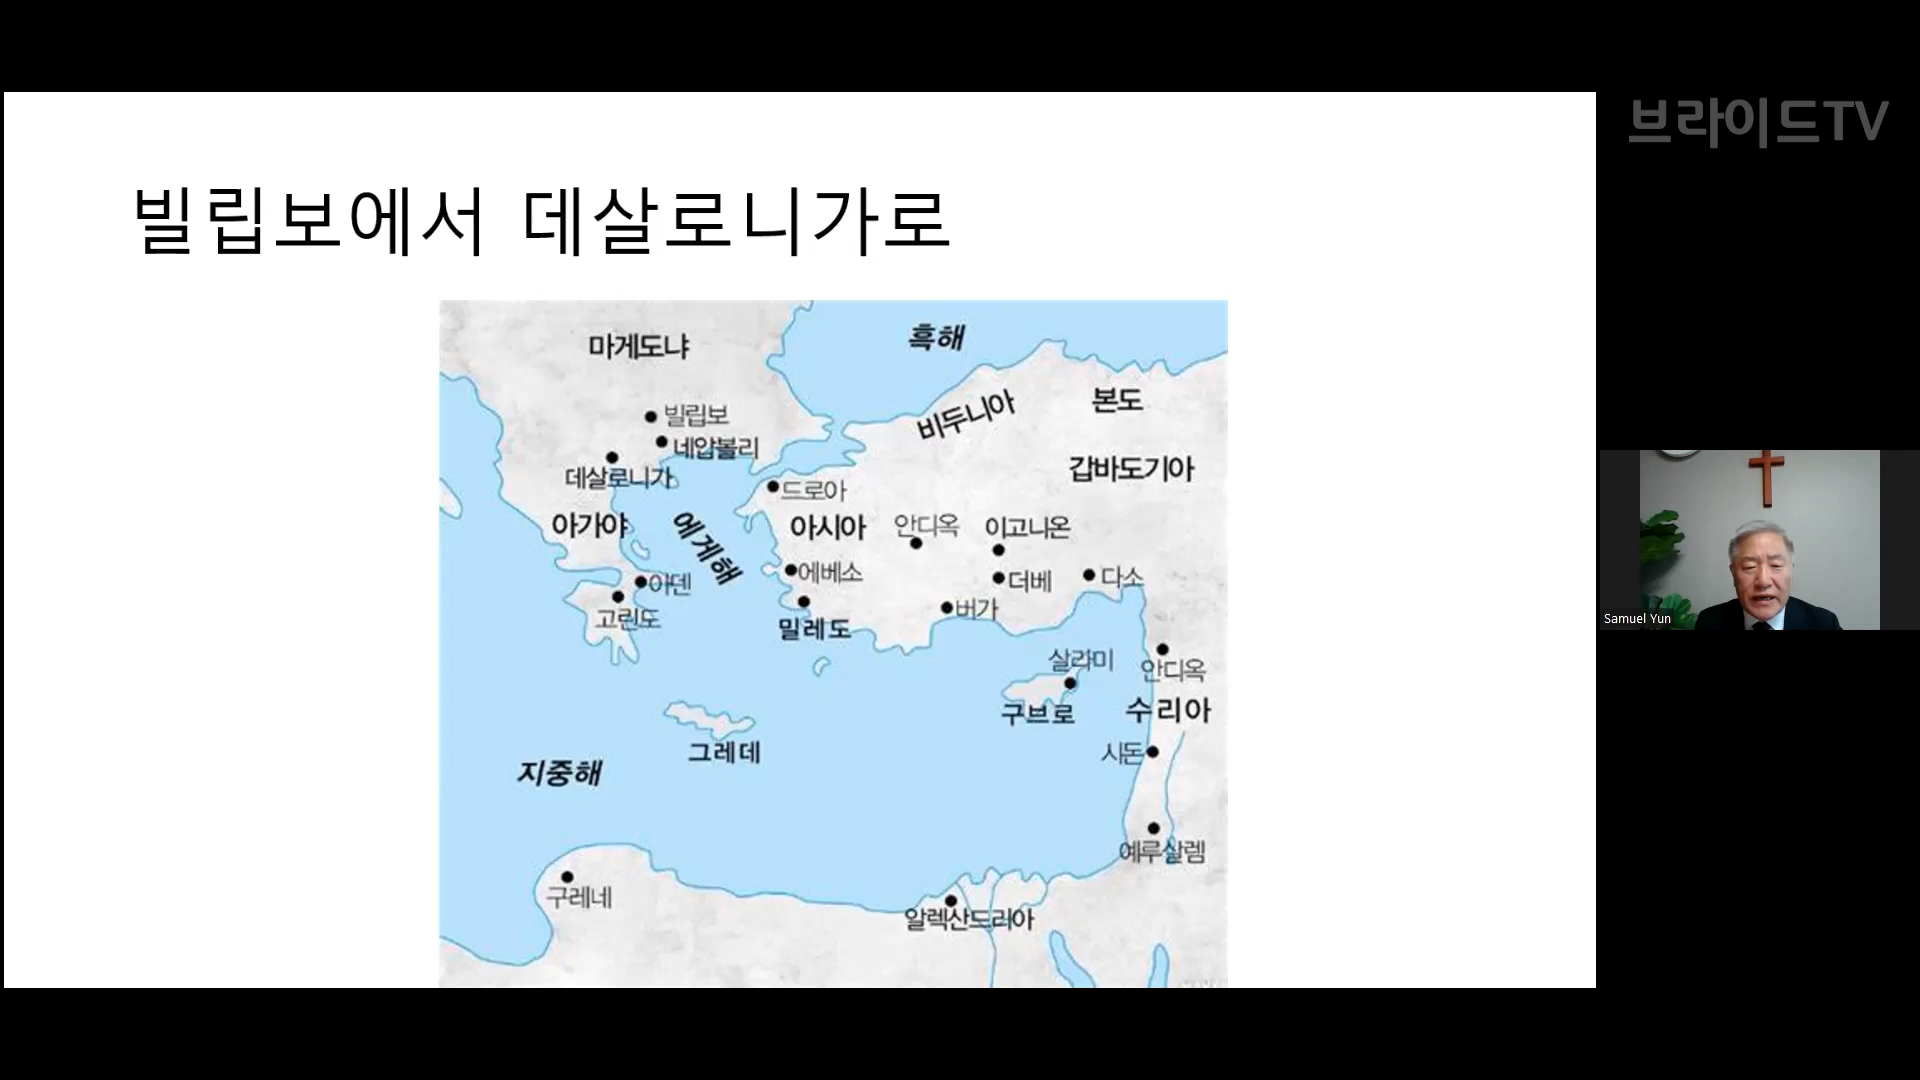 브라이드TV
빌립보에서 데살로니가로
흑해
마게도냐
본도
비두니아
빌립보
네압볼리
갑바도기아
데살로니가
드로아
아가야
에게해
아시아
안디옥
이고니온
에베소
더베
다소
아덴
고린도
버가
밀레도
살라미
안디옥
구브로
수리아
그레데
시돈
지중해
예루살렘
구레네
알렉산드리아
Samuel Yun